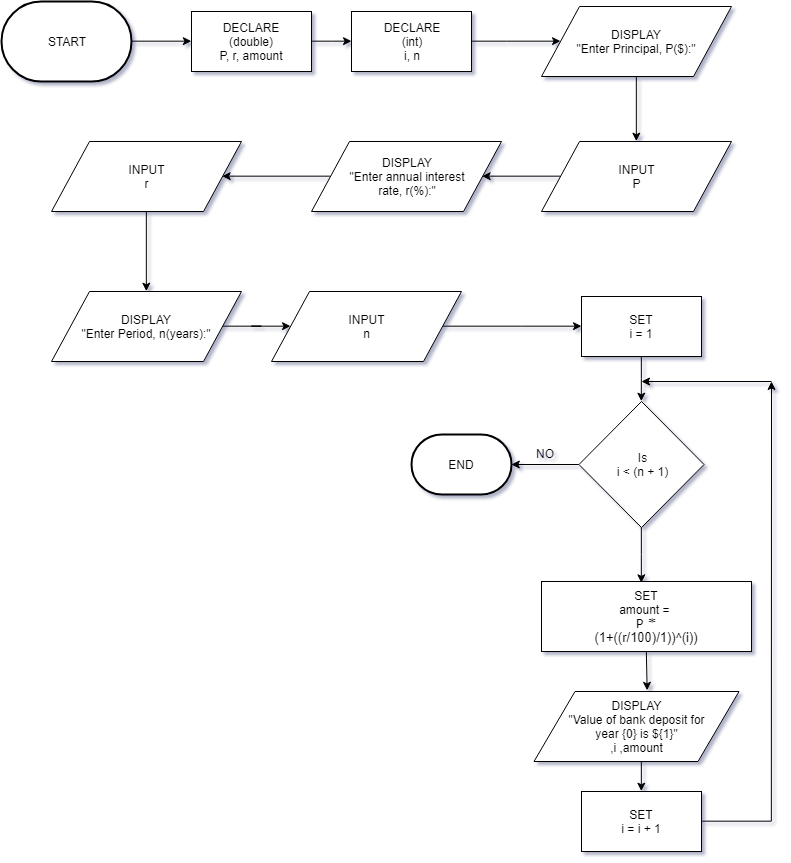 START
DECLARE
(double)
P, r, amount
DECLARE
(int)
i, n
DISPLAY
"Enter Principal, P($):"
INPUT
P
DISPLAY
"Enter annual interest
rate, r(%):"
INPUT
r
DISPLAY
"Enter Period, n(years):"
INPUT
n
SET
i = 1
Is
i < (n + 1)
NO
END
SET
amount =
P *
(1+((r/100)/1))^(i))
DISPLAY
"Value of bank deposit for
year {0} is ${1}"
,i ,amount
SET
i = i + 1